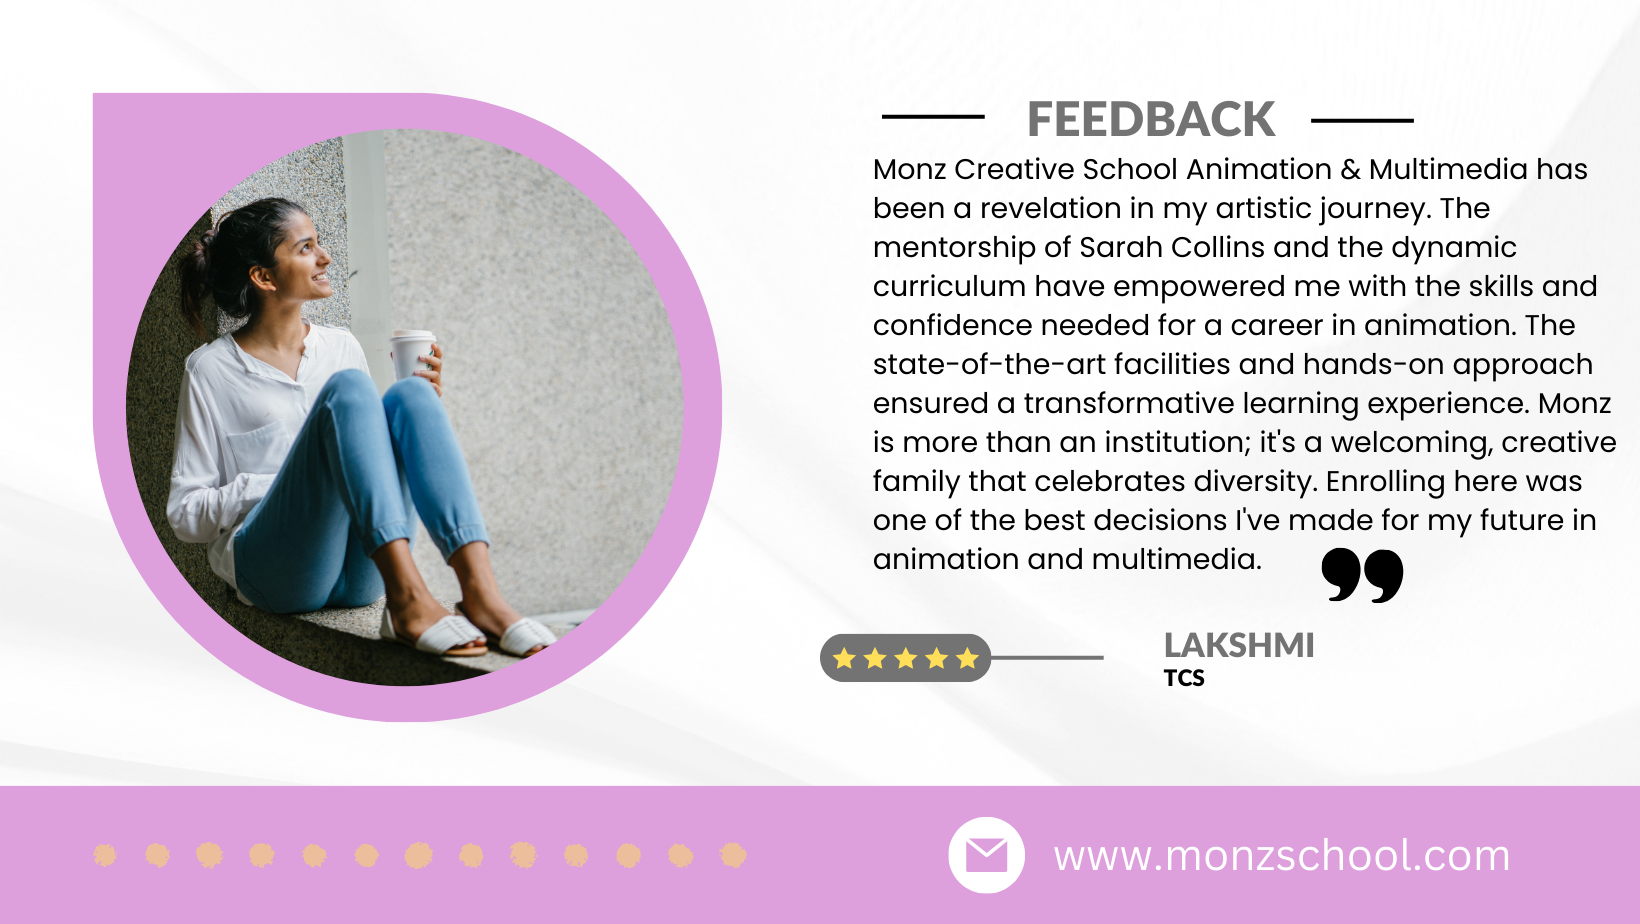 FEEDBACK
Monz Creative School Animation & Multimedia has
been a revelation in my artistic journey. The
mentorship of Sarah Collins and the dynamic
curriculum have empowered me with the skills and
confidence needed for a career in animation. The
state-of-the-art facilities and hands-on approach
ensured a transformative learning experience. Monz
is more than an institution; it's a welcoming, creative
family that celebrates diversity. Enrolling here was
one of the best decisions I've made for my future in
animation and multimedia.
”
LAKSHMI
TCS
www.monzschool.com